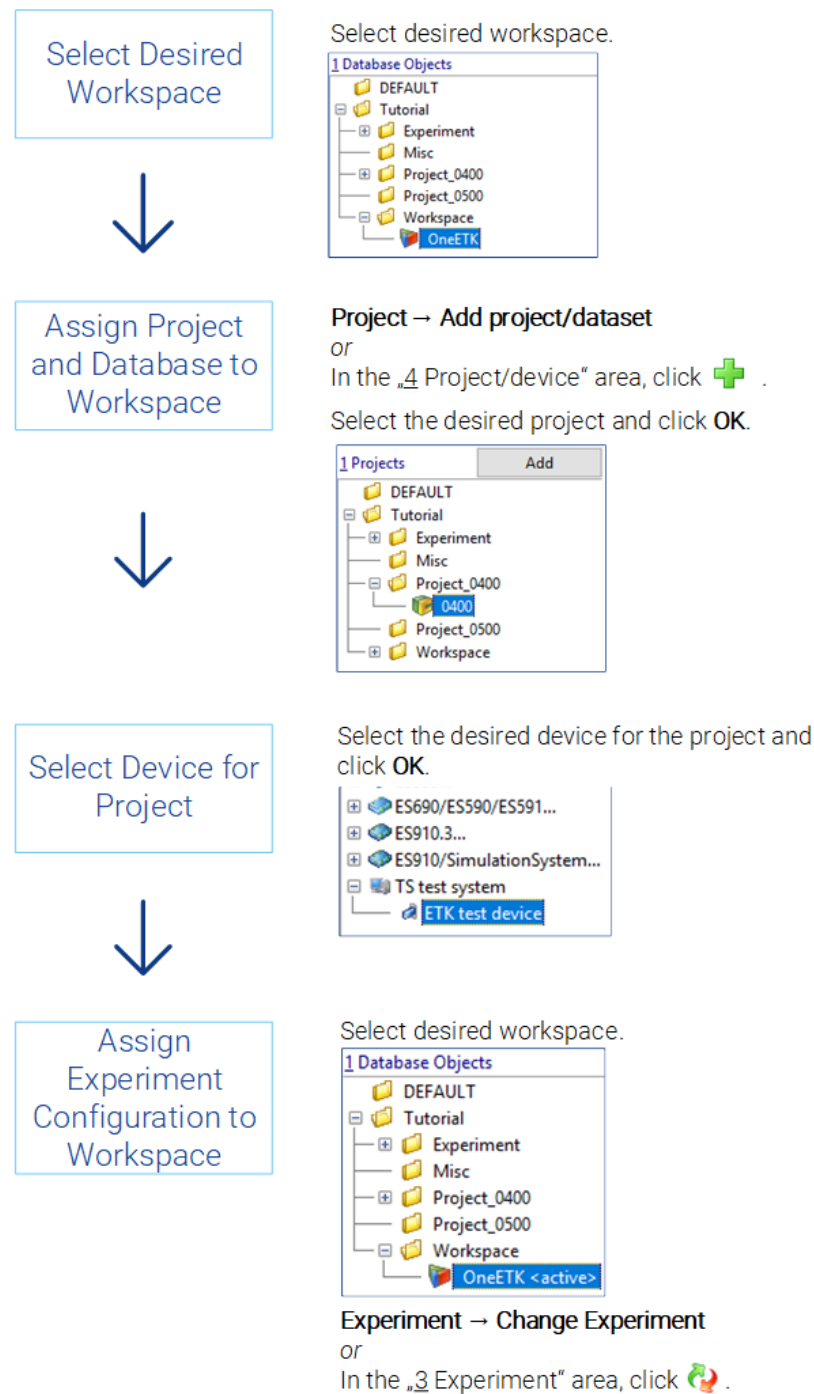 Select Desired
Workspace
Select desired workspace.
1 Database Objects
DEFAULT
Tutorial
Experiment
Misc
Project_0400
Project_0500
Workspace
OneETK
Assign Project
and Database to
Workspace
Project → Add project/dataset
or
In the „4 Project/device“ area, click .
Select the desired project and click OK.
1 Projects Add
DEFAULT
Tutorial
Experiment
Misc
Project_0400
0400
Project_0500
Workspace
Select Device for
Project
Select the desired device for the project and
click OK.
ES690/ES590/ES591...
ES910.3...
ES910/SimulationSystem...
TS test system
ETK test device
Assign
Experiment
Configuration to
Workspace
Select desired workspace.
1 Database Objects
DEFAULT
Tutorial
Experiment
Misc
Project_0400
Project_0500
Workspace
OneETK <active>
Experiment → Change Experiment
or
In the „3 Experiment“ area, click .